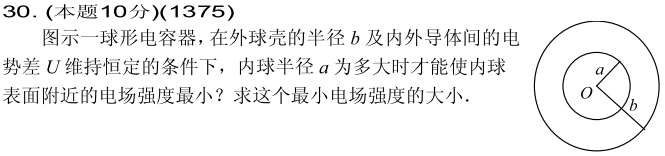 30. (本题10分)(1375)
图示一球形电容器，在外球壳的半径 b 及内外导体间的电
势差 U 维持恒定的条件下，内球半径 a 为多大时才能使内球
表面附近的电场强度最小？求这个最小电场强度的大小．
a
O
b